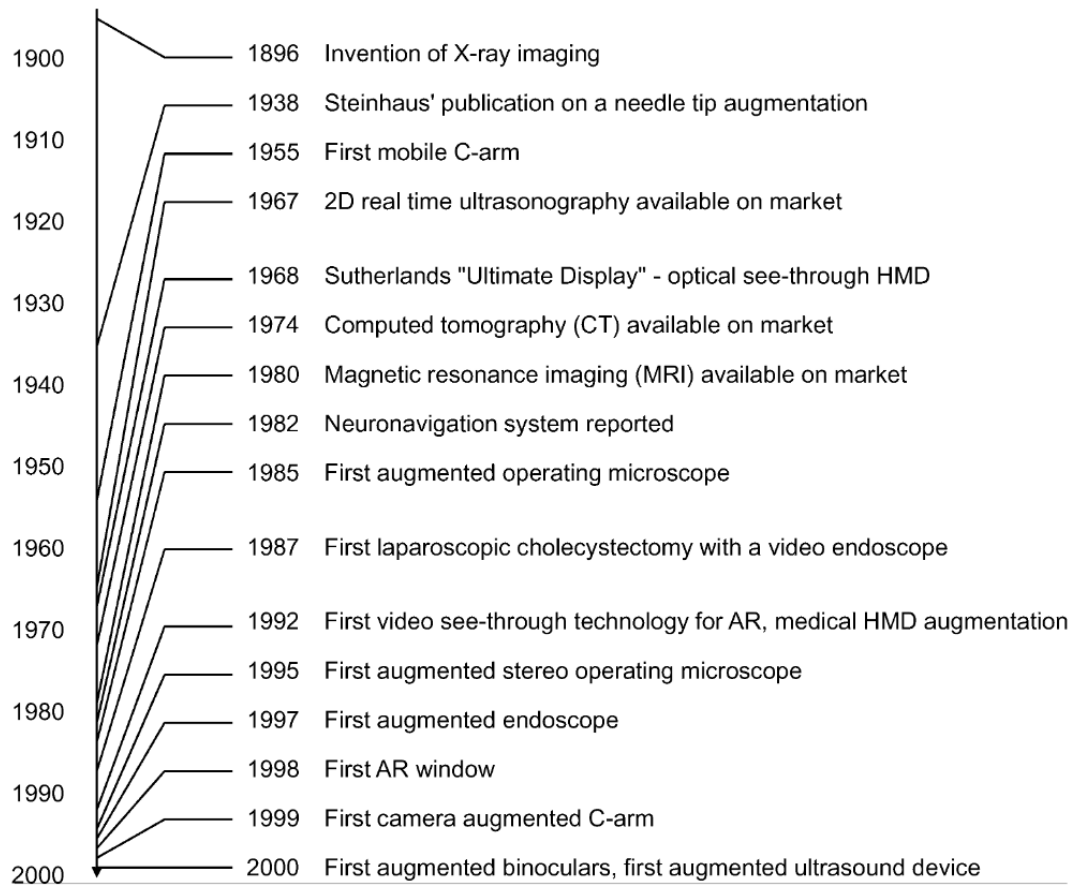 1900
1896 Invention of X-ray imaging
1938 Steinhaus' publication on a needle tip augmentation
1910
1955 First mobile C-arm
1967 2D real time ultrasonography available on market
1920
1968 Sutherlands "Ultimate Display" - optical see-through HMD
1930
1974 Computed tomography (CT) available on market
1980 Magnetic resonance imaging (MRI) available on market
1940
1982 Neuronavigation system reported
1950
1985 First augmented operating microscope
1960
1987 First laparoscopic cholecystectomy with a video endoscope
1992 First video see-through technology for AR, medical HMD augmentation
1970
1995 First augmented stereo operating microscope
1980
1997 First augmented endoscope
1998 First AR window
1990
1999 First camera augmented C-arm
2000
2000 First augmented binoculars, first augmented ultrasound device